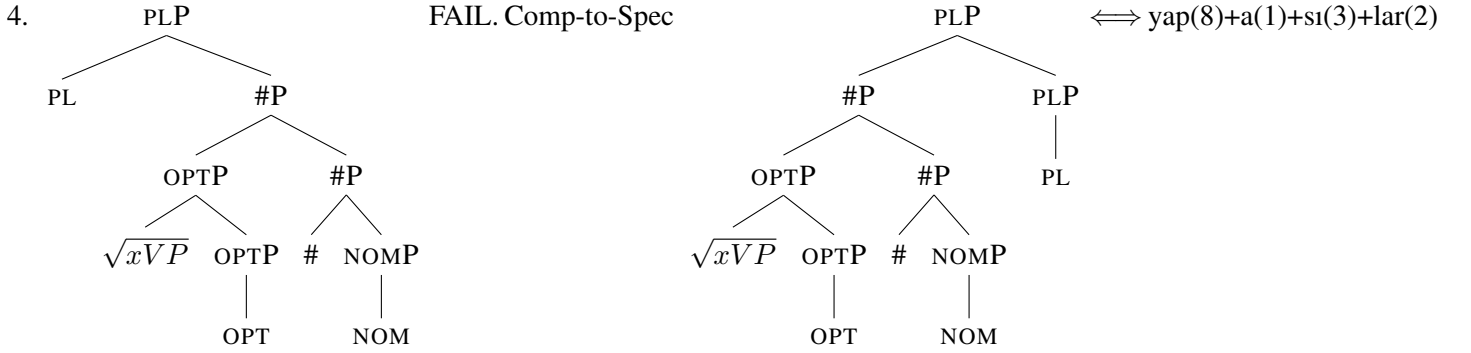 4. PLP FAIL. Comp-to-Spec PLP ⟺ yap(8)+a(1)+sı(3)+lar(2)
PL #P #P PLP
OPTP #P OPTP #P PL
√xVP OPTP # NOMP √xVP OPTP # NOMP
OPT NOM OPT NOM